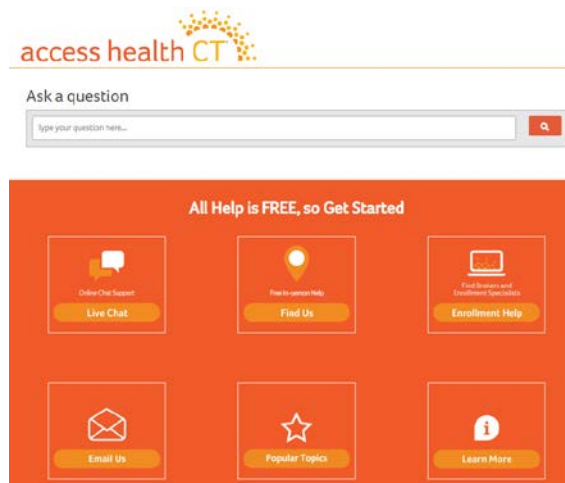 access health CT
Ask a question
Type your question here...
All Help is FREE, so Get Started
Online Chat Support
Live Chat
Free In-person Help
Find Us
Find Brokers and
Enrollment Specialists
Enrollment Help
Email Us
Popular Topics
Learn More